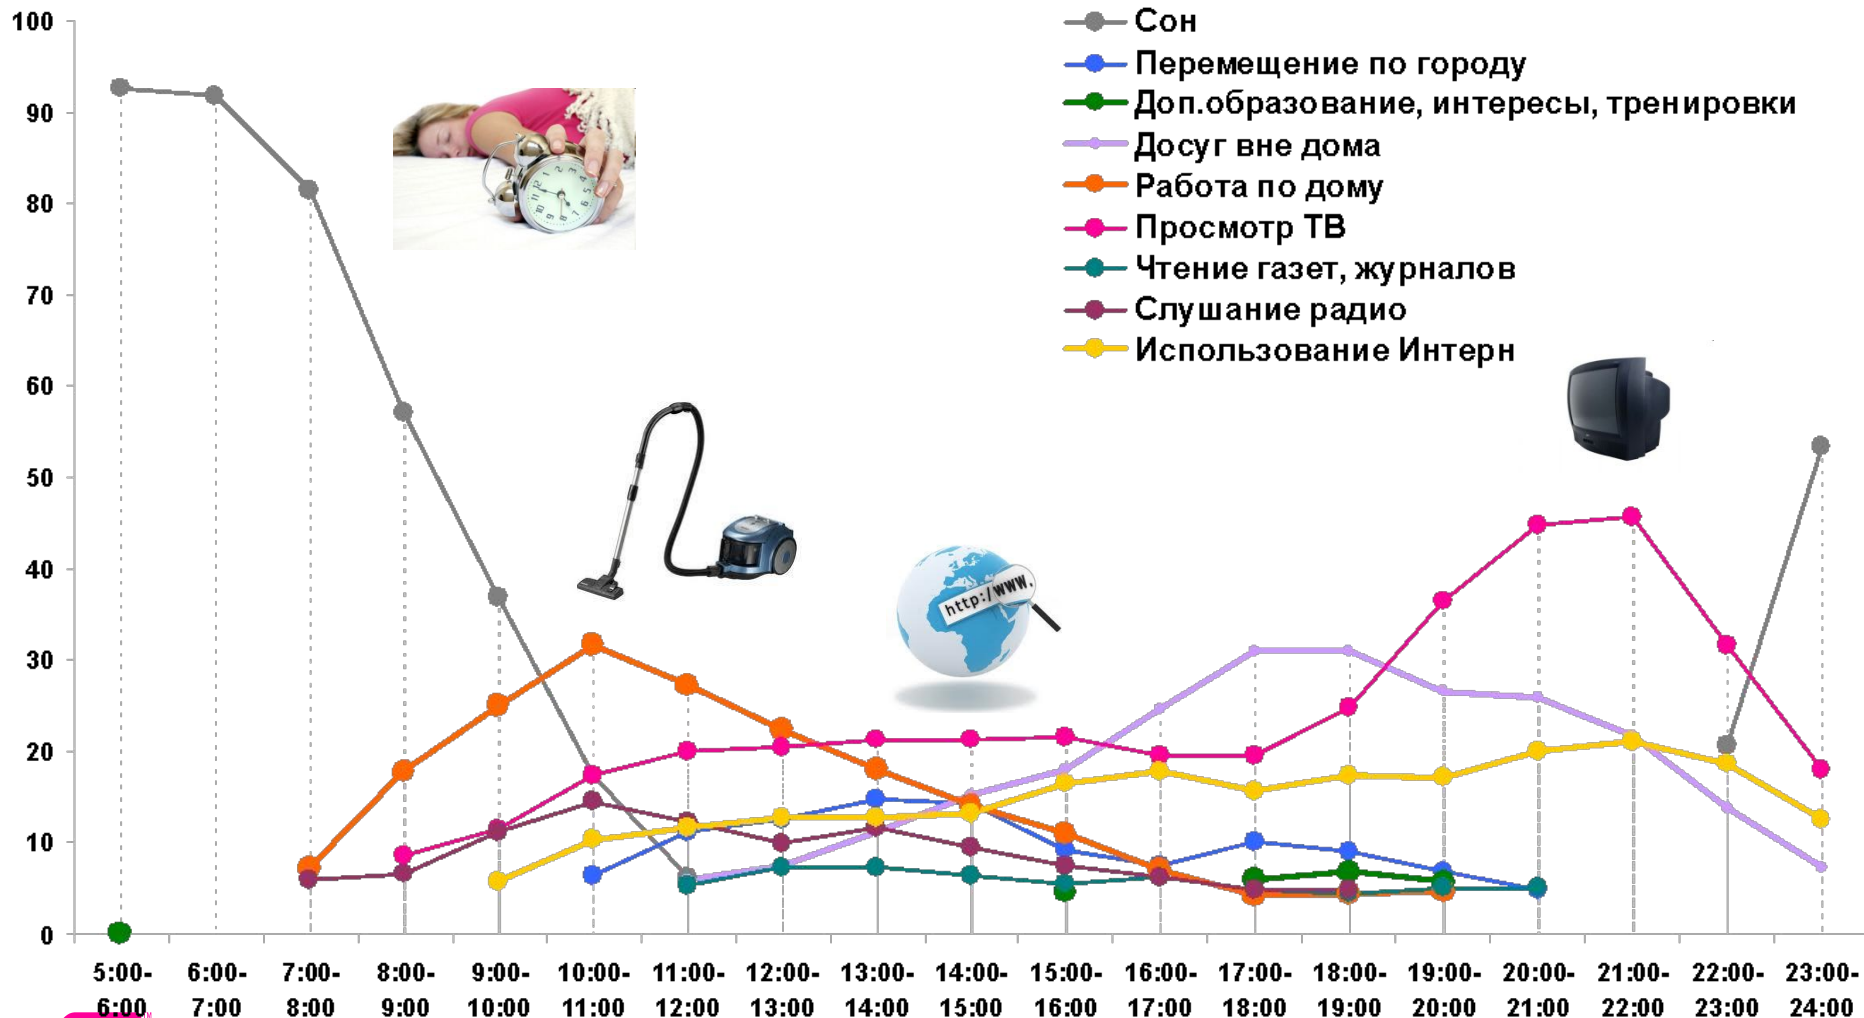 100
90
80
70
60
50
40
30
20
10
0
Сон
Перемещение по городу
Доп.образование, интересы, тренировки
Досуг вне дома
Работа по дому
Просмотр ТВ
Чтение газет, журналов
Слушание радио
Использование Интерн
http:/www.
5:00- 6:00- 7:00- 8:00- 9:00- 10:00- 11:00- 12:00- 13:00- 14:00- 15:00- 16:00- 17:00- 18:00- 19:00- 20:00- 21:00- 22:00- 23:00-
6:00 7:00 8:00 9:00 10:00 11:00 12:00 13:00 14:00 15:00 16:00 17:00 18:00 19:00 20:00 21:00 22:00 23:00 24:00